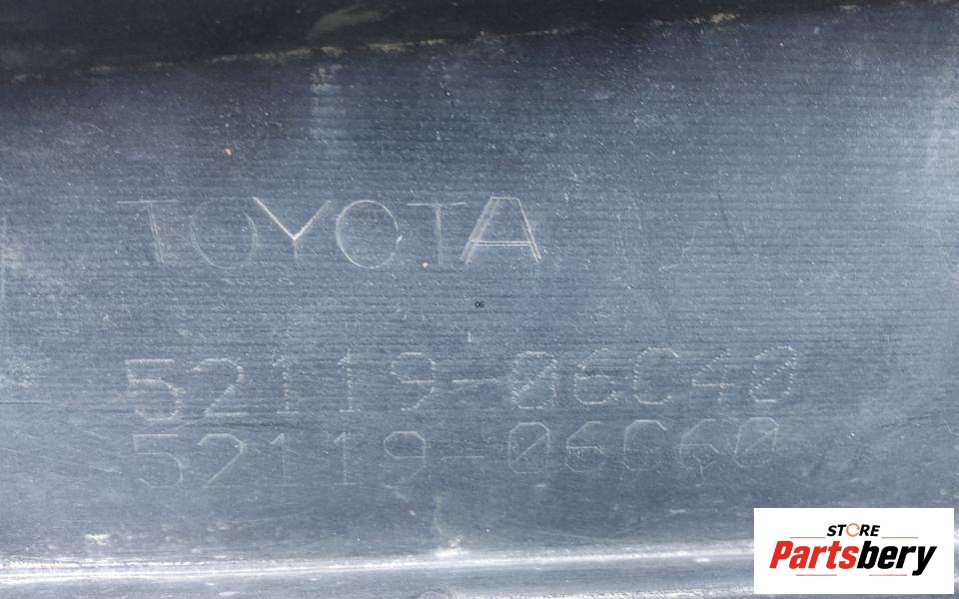 TOYOTA
52119-06C40
52119-06C60
STORE
Partsbery